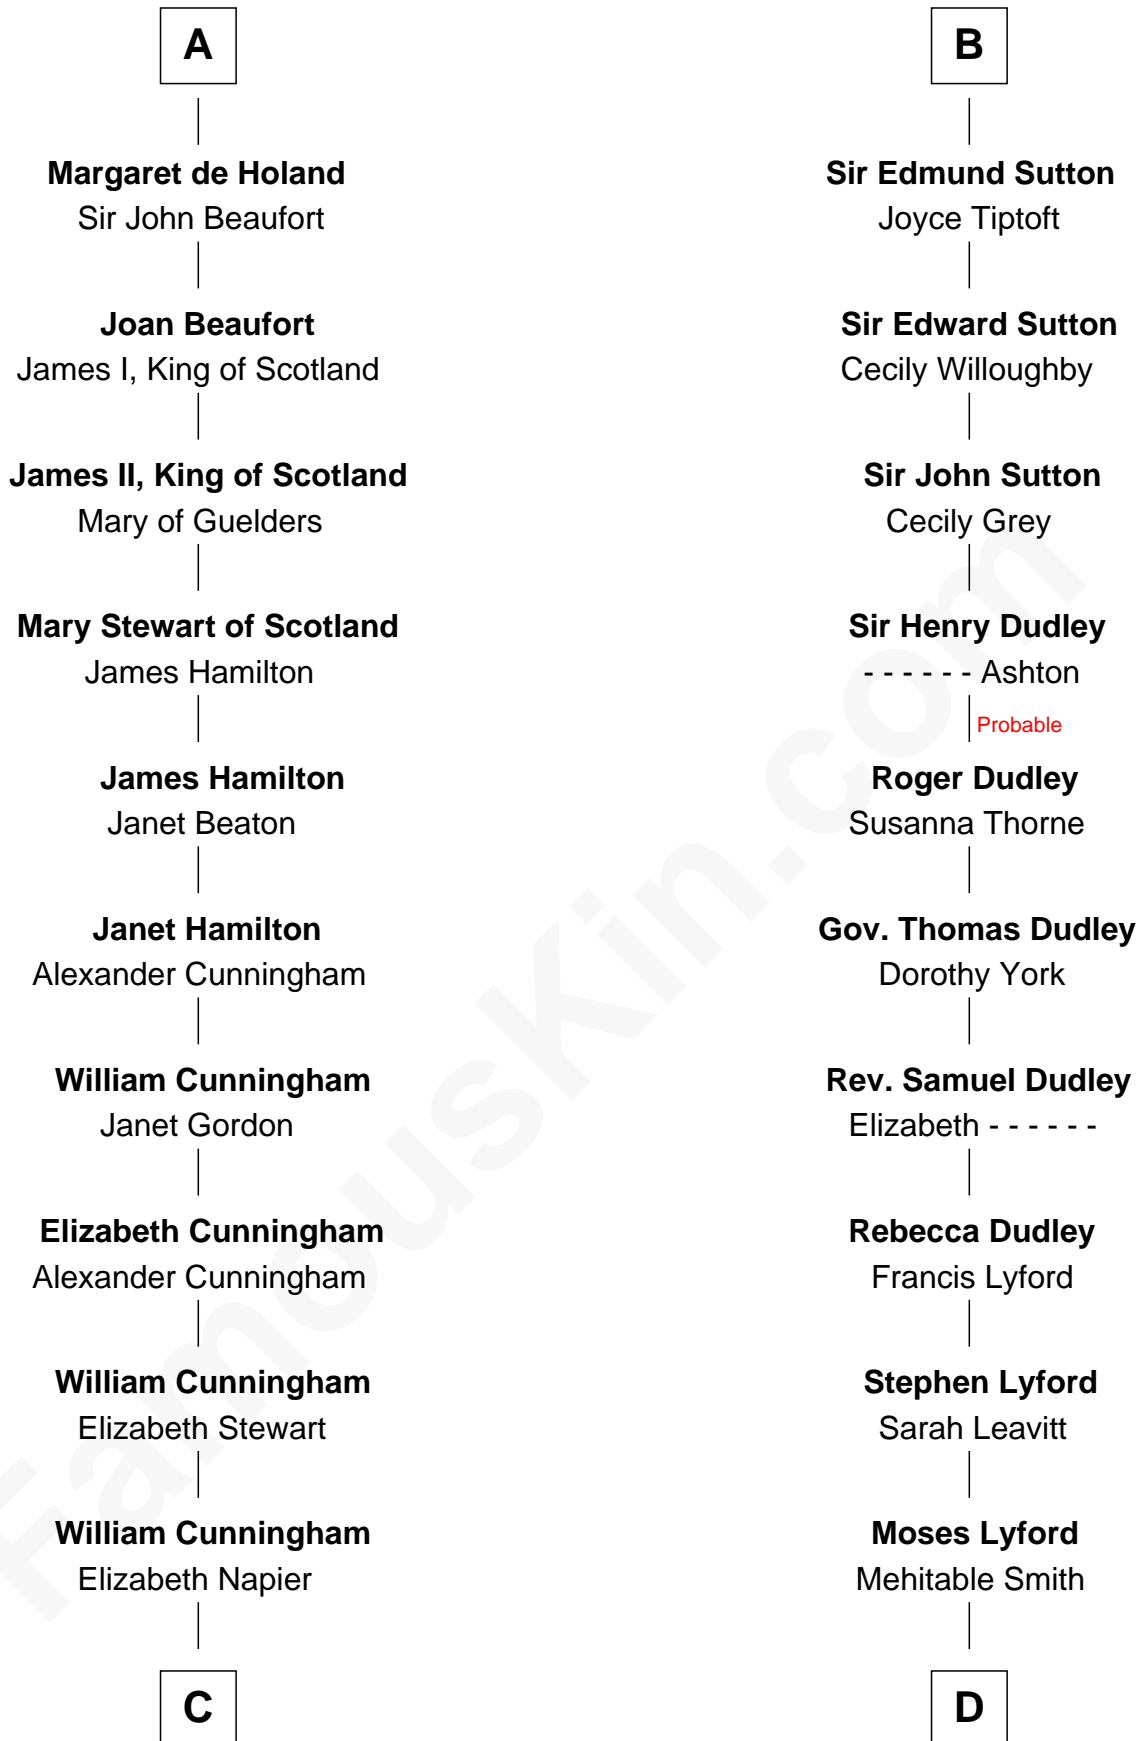 A
Margaret de Holand
Sir John Beaufort
Joan Beaufort
James I, King of Scotland
James II, King of Scotland
Mary of Guelders
Mary Stewart of Scotland
James Hamilton
James Hamilton
Janet Beaton
Janet Hamilton
Alexander Cunningham
William Cunningham
Janet Gordon
Elizabeth Cunningham
Alexander Cunningham
William Cunningham
Elizabeth Stewart
William Cunningham
Elizabeth Napier
C
B
Sir Edmund Sutton
Joyce Tiptoft
Sir Edward Sutton
Cecily Willoughby
Sir John Sutton
Cecily Grey
Sir Henry Dudley
- - - - - - Ashton
Probable
Roger Dudley
Susanna Thorne
Gov. Thomas Dudley
Dorothy York
Rev. Samuel Dudley
Elizabeth - - - - - -
Rebecca Dudley
Francis Lyford
Stephen Lyford
Sarah Leavitt
Moses Lyford
Mehitable Smith
D
FamousKin.com